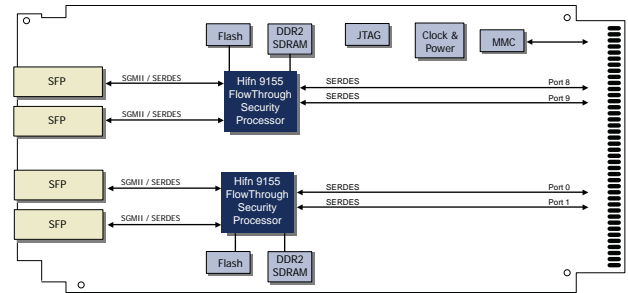 Flash
DDR2
SDRAM
JTAG
Clock &
Power
MMC
SFP
SGMII / SERDES
Hifn 9155
FlowThrough
Security
Processor
SERDES
Port 8
SERDES
Port 9
SFP
SGMII / SERDES
SFP
SGMII / SERDES
Hifn 9155
FlowThrough
Security
Processor
SERDES
Port 0
SERDES
Port 1
SFP
SGMII / SERDES
Flash
DDR2
SDRAM